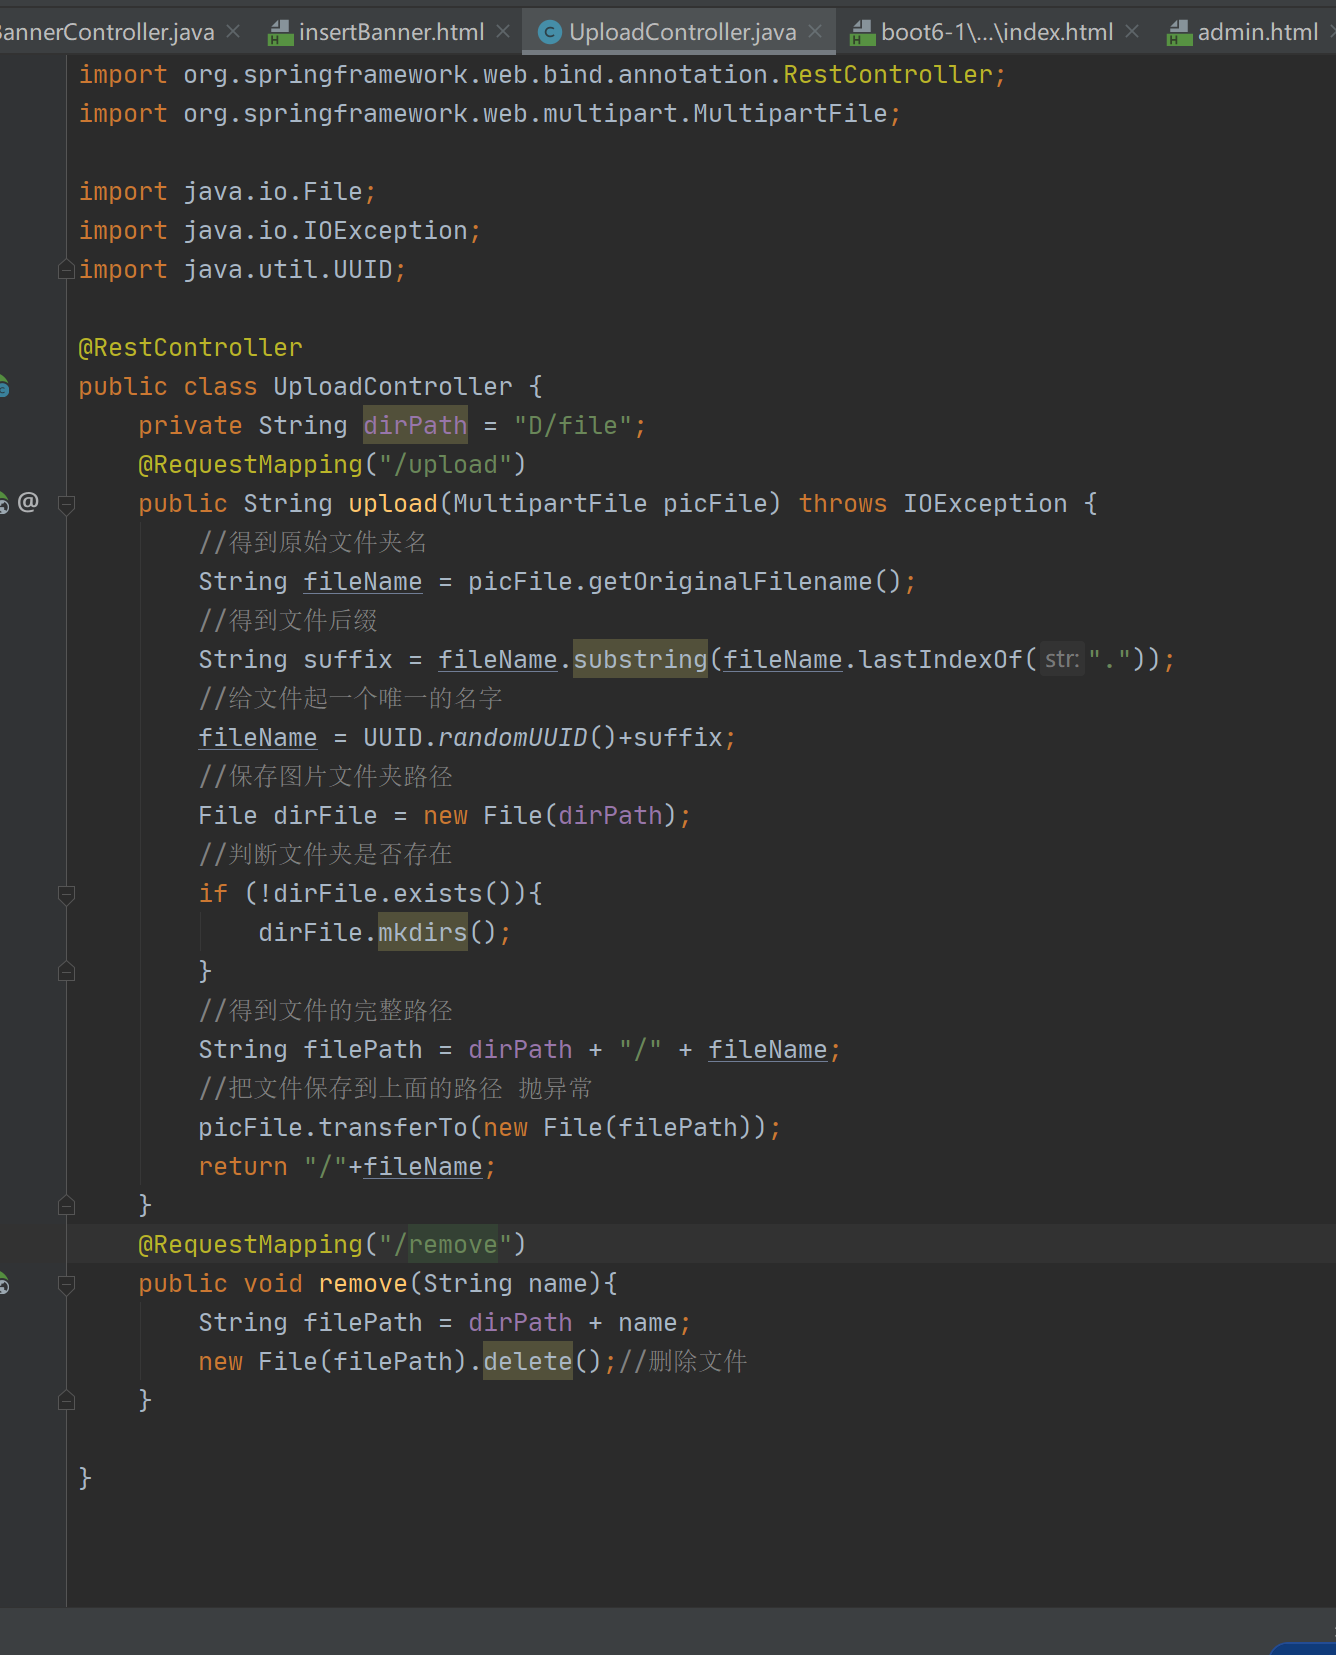 BannerController.java insertBanner.html UploadController.java boot6-1\...\index.html admin.html
import org.springframework.web.bind.annotation.RestController;
import org.springframework.web.multipart.MultipartFile;
import java.io.File;
import java.io.IOException;
import java.util.UUID;
@RestController
public class UploadController {
private String dirPath = "D/file";
@RequestMapping("/upload")
public String upload(MultipartFile picFile) throws IOException {
//得到原始文件夹名
String fileName = picFile.getOriginalFilename();
//得到文件后缀
String suffix = fileName.substring(fileName.lastIndexOf( str: "."));
//给文件起一个唯一的名字
fileName = UUID.randomUUID()+suffix;
//保存图片文件夹路径
File dirFile = new File(dirPath);
//判断文件夹是否存在
if (!dirFile.exists()){
dirFile.mkdirs();
}
//得到文件的完整路径
String filePath = dirPath + "/" + fileName;
//把文件保存到上面的路径 抛异常
picFile.transferTo(new File(filePath));
return "/"+fileName;
}
@RequestMapping("/remove")
public void remove(String name){
String filePath = dirPath + name;
new File(filePath).delete();//删除文件
}
}